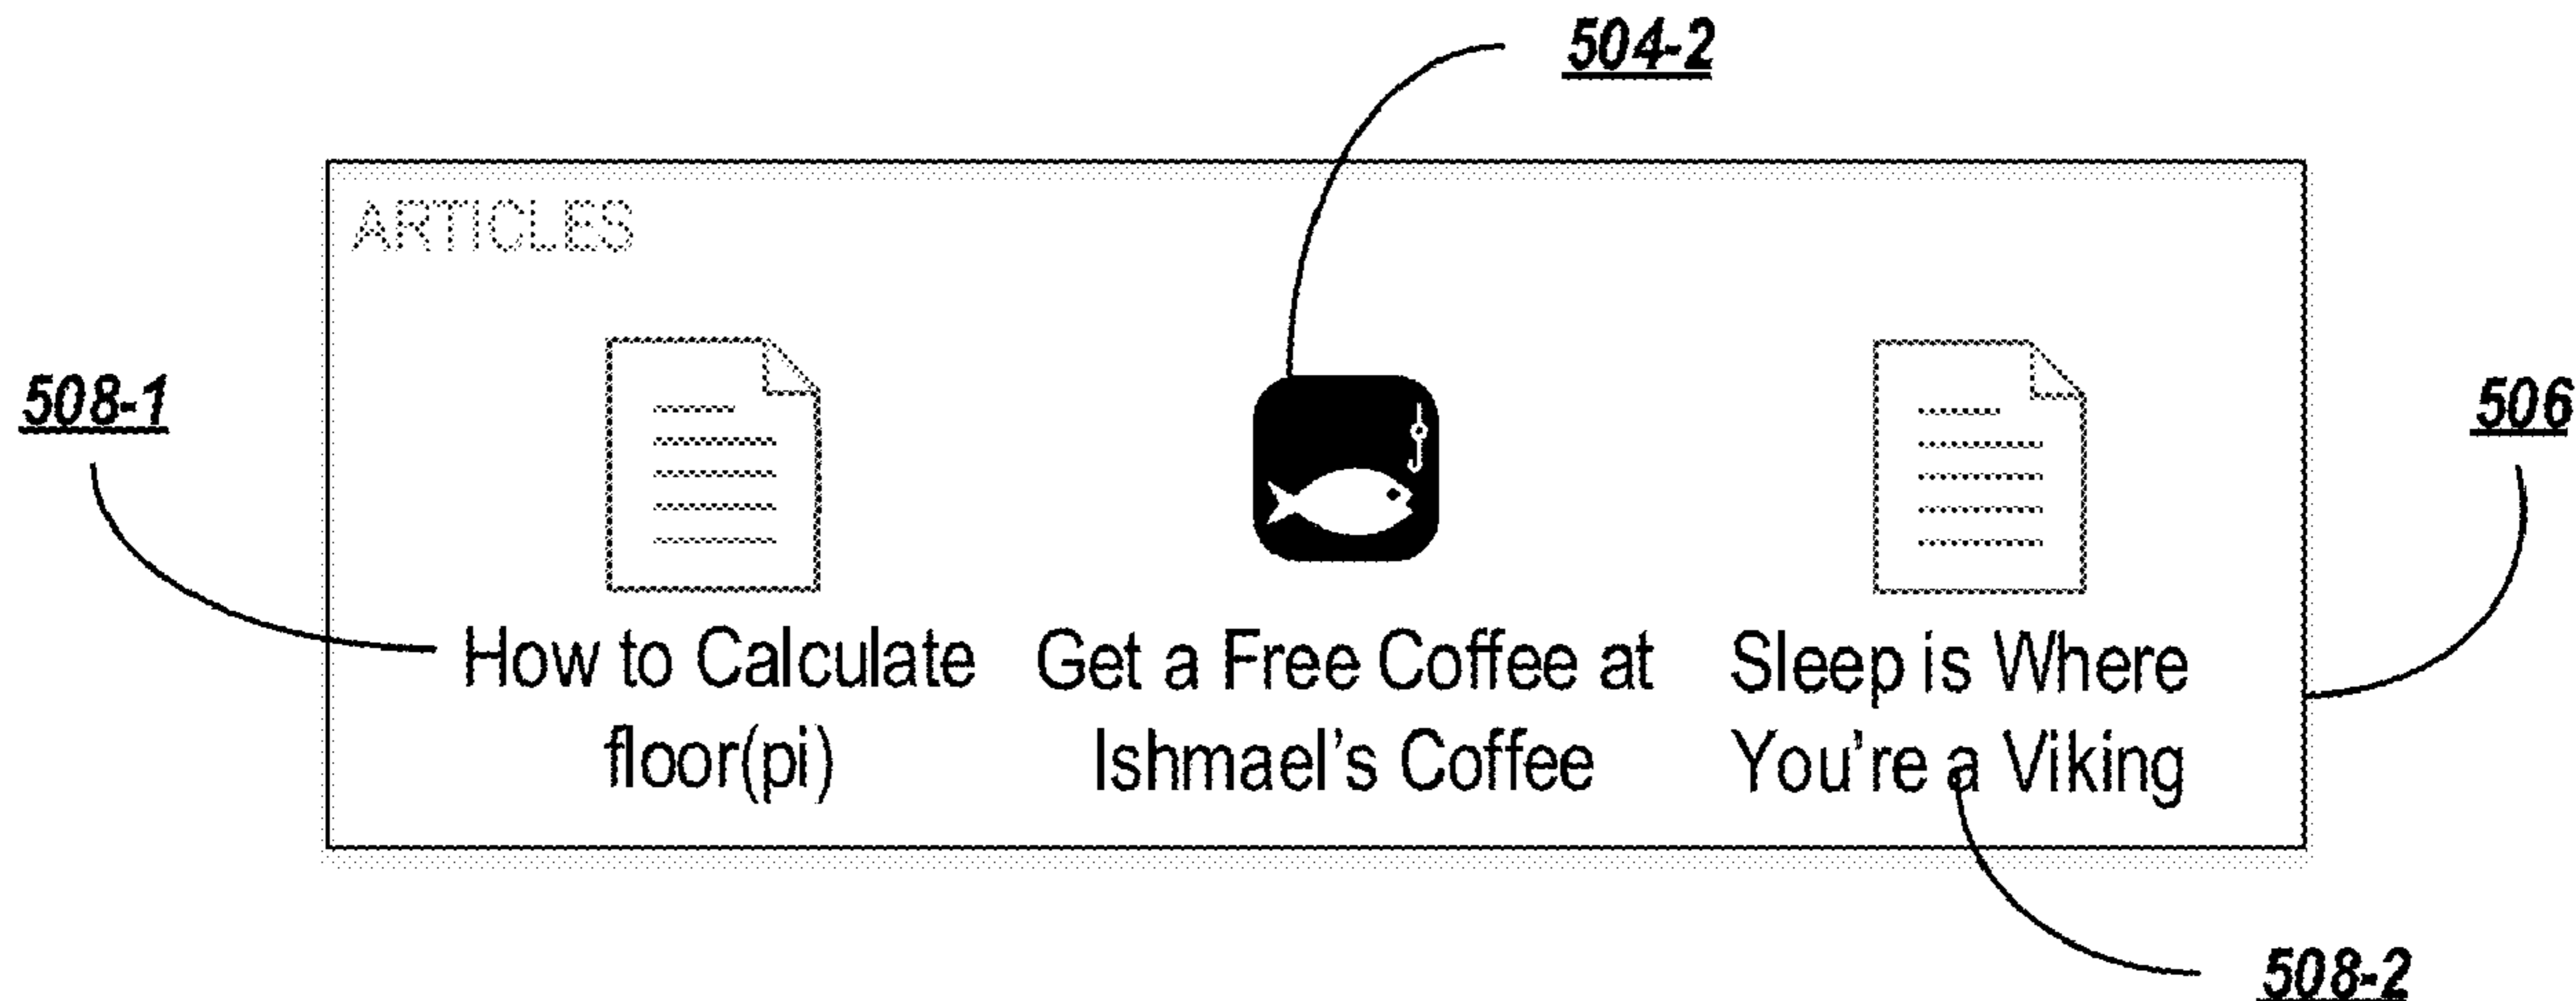 504-2
ARTICLES
508-1
506
How to Calculate
floor(pi)
Get a Free Coffee at
Ishmael's Coffee
Sleep is Where
You're a Viking
508-2